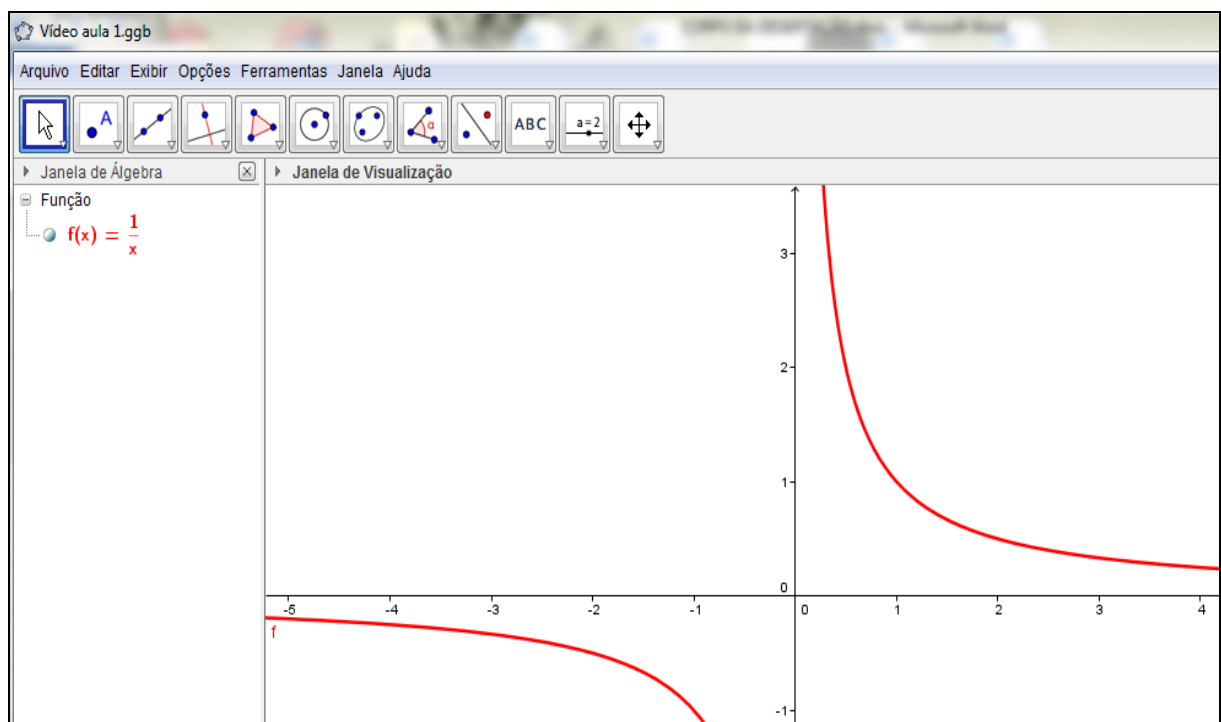 Vídeo aula 1.ggb
Arquivo Editar Exibir Opções Ferramentas Janela Ajuda
A
α
ABC
a=2
Janela de Álgebra
Janela de Visualização
Função
f(x) = 1/x
3
2
1
0
-5 -4 -3 -2 -1 0 1 2 3 4
f
-1